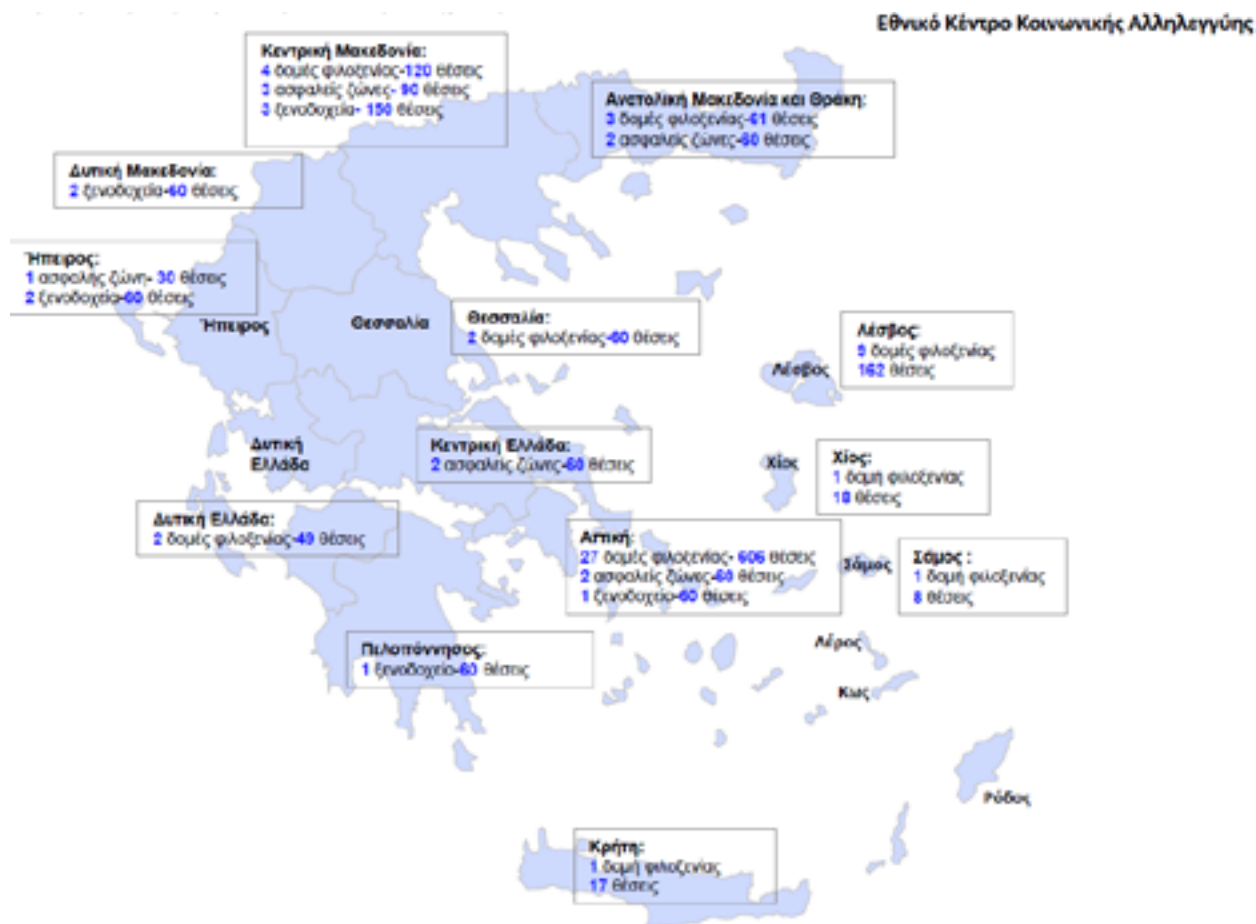 Εθνικό Κέντρο Κοινωνικής Αλληλεγγύης
Κεντρική Μακεδονία:
4 δομές φιλοξενίας-120 θέσεις
3 ασφαλείς ζώνες- 90 θέσεις
3 ξενοδοχεία- 150 θέσεις
Ανατολική Μακεδονία και Θράκη:
3 δομές φιλοξενίας-61 θέσεις
2 ασφαλείς ζώνες-60 θέσεις
Δυτική Μακεδονία:
2 ξενοδοχεία-60 θέσεις
Ήπειρος:
1 ασφαλής ζώνη- 30 θέσεις
2 ξενοδοχεία-60 θέσεις
Ήπειρος
Θεσσαλία
Θεσσαλία:
2 δομές φιλοξενίας-60 θέσεις
Λέσβος
Λέσβος:
9 δομές φιλοξενίας
162 θέσεις
Δυτική
Ελλάδα
Κεντρική Ελλάδα:
2 ασφαλείς ζώνες-60 θέσεις
Χίος
Χίος:
1 δομή φιλοξενίας
18 θέσεις
Δυτική Ελλάδα:
2 δομές φιλοξενίας-49 θέσεις
Αττική:
27 δομές φιλοξενίας- 606 θέσεις
2 ασφαλείς ζώνες-60 θέσεις
1 ξενοδοχείο-60 θέσεις
Σάμος
Σάμος :
1 δομή φιλοξενίας
8 θέσεις
Πελοπόννησος:
1 ξενοδοχείο-60 θέσεις
Λέρος
Κως
Ρόδος
Κρήτη:
1 δομή φιλοξενίας
17 θέσεις